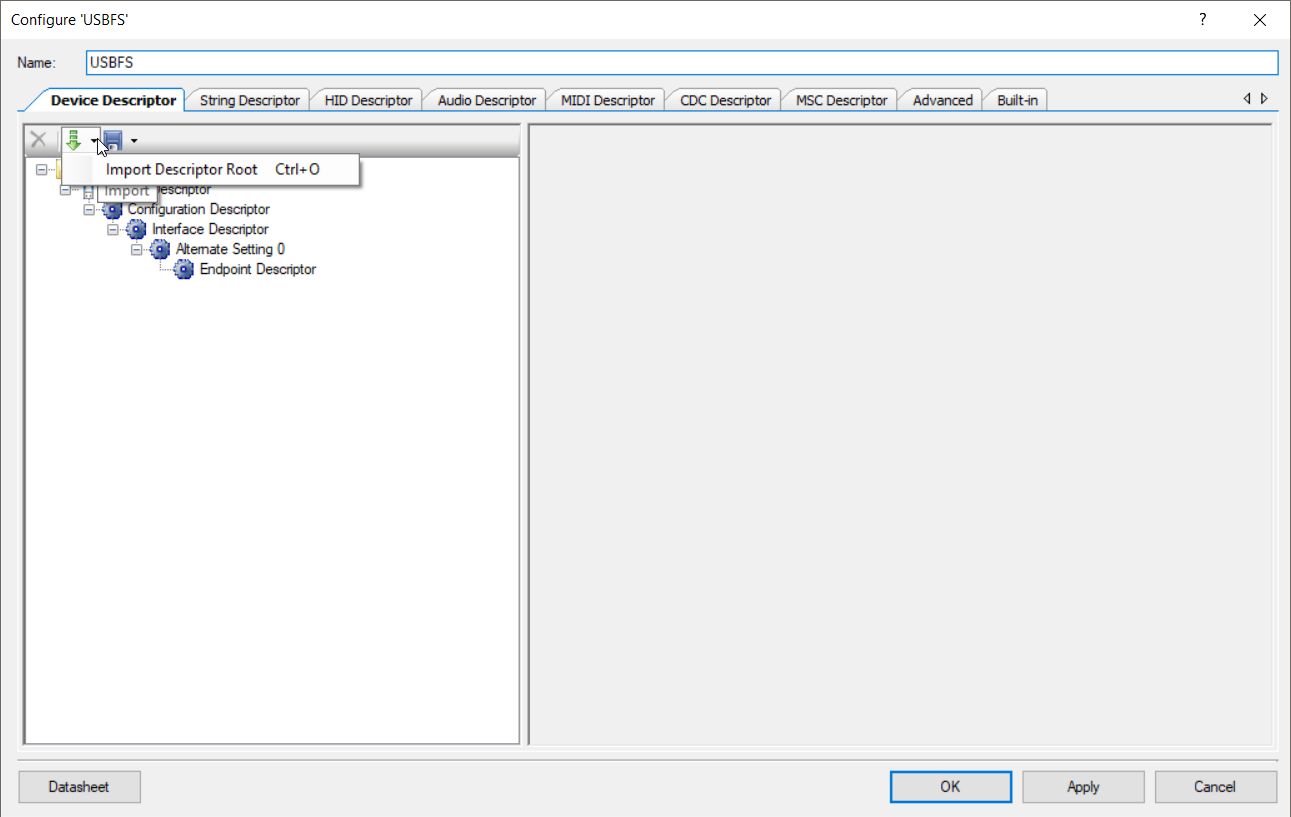 Configure 'USBFS'
?
Name: USBFS
Device Descriptor String Descriptor HID Descriptor Audio Descriptor MIDI Descriptor CDC Descriptor MSC Descriptor Advanced Built-in
Import Descriptor Root Ctrl+O
Import Descriptor
Configuration Descriptor
Interface Descriptor
Alternate Setting 0
Endpoint Descriptor
Datasheet OK Apply Cancel